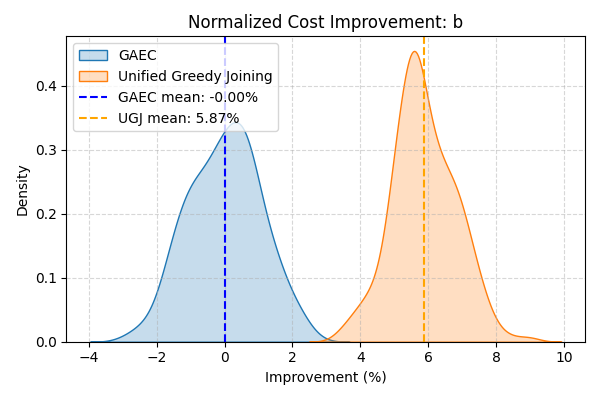 Normalized Cost Improvement: b
GAEC
Unified Greedy Joining
GAEC mean: -0.00%
UGJ mean: 5.87%
Density
0.4
0.3
0.2
0.1
0.0
−4 −2 0 2 4 6 8 10
Improvement (%)